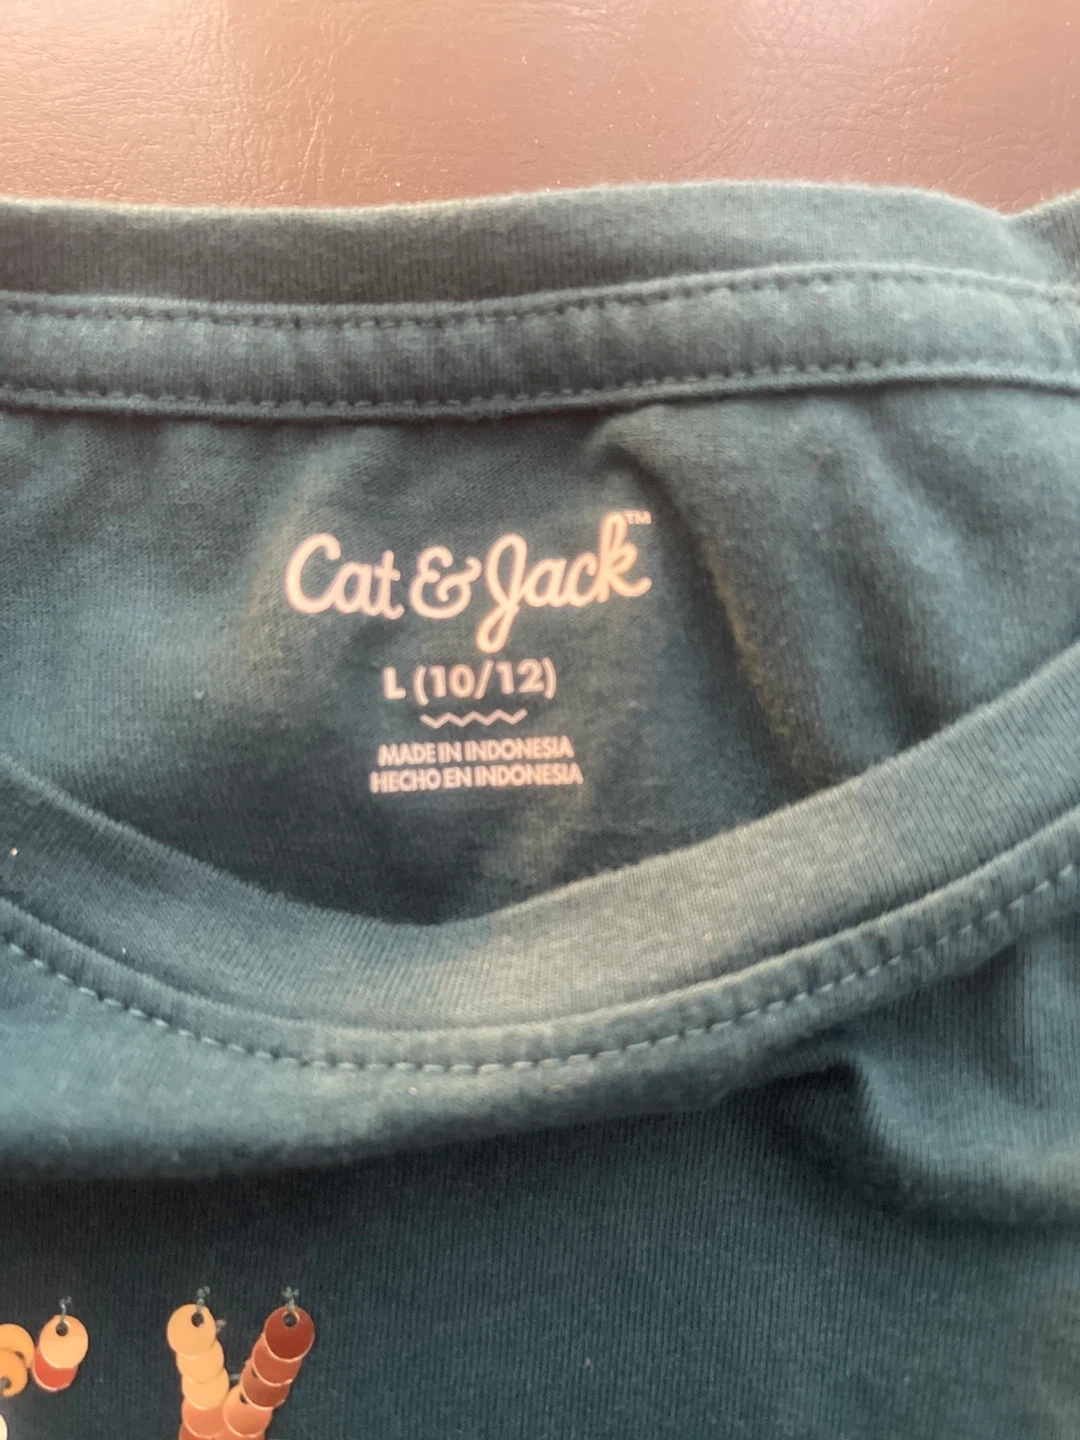 Cat & Jack™
L (10/12)
MADE IN INDONESIA
HECHO EN INDONESIA
Y